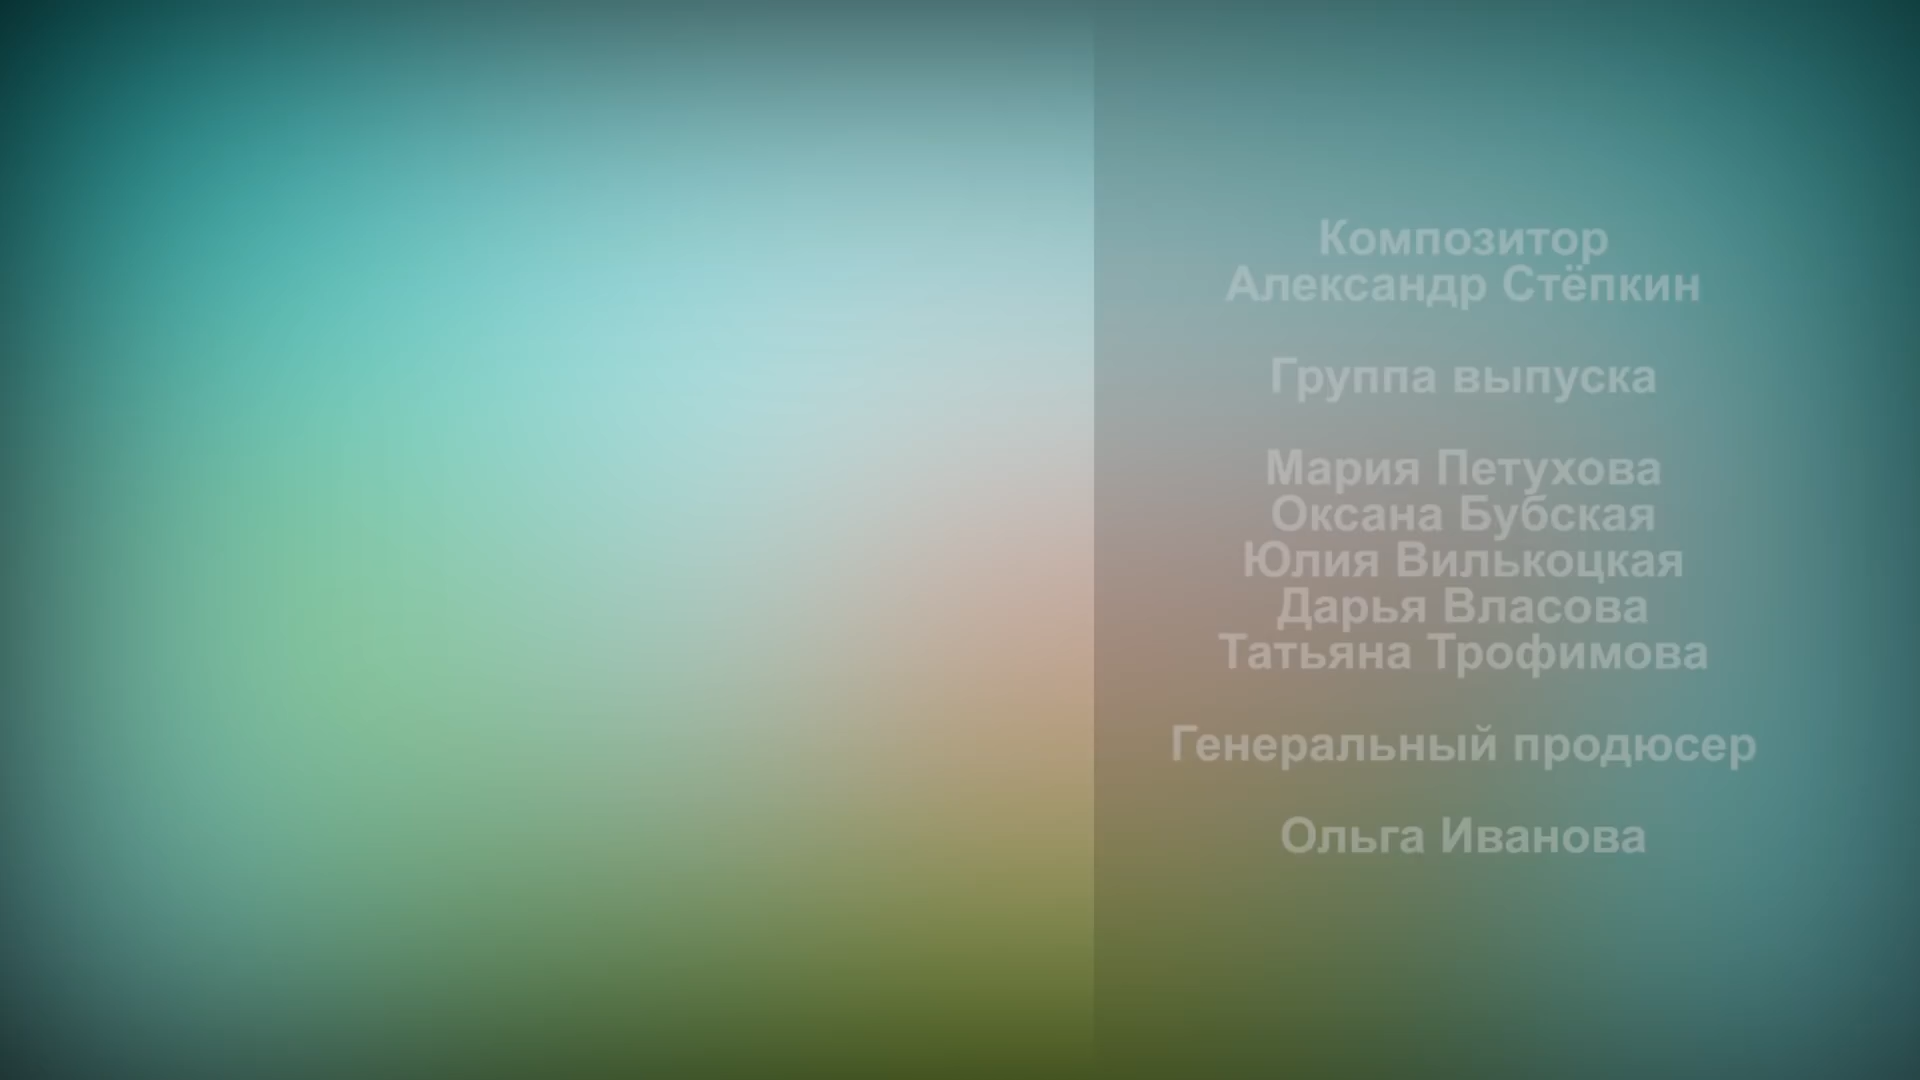 Композитор
Александр Стёпкин
Группа выпуска
Мария Петухова
Оксана Бубская
Юлия Вилькоцкая
Дарья Власова
Татьяна Трофимова
Генеральный продюсер
Ольга Иванова